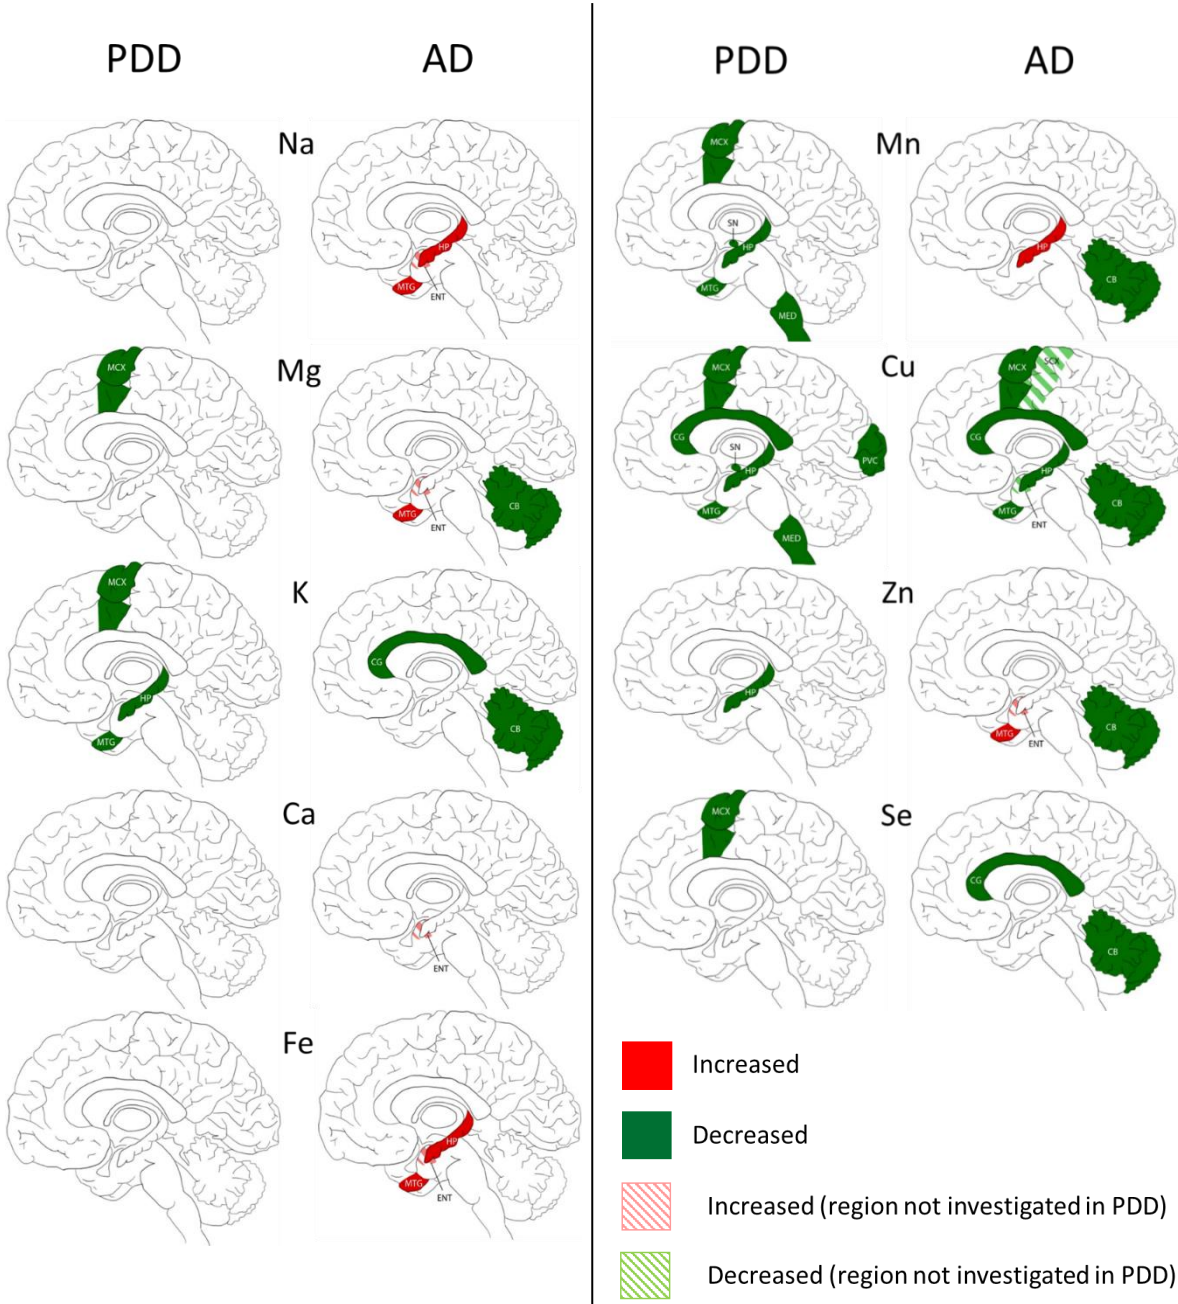 PDD AD
Na
HP
MTG
ENT
Mg
MCX
CB
MTG
ENT
K
MCX
HP
MTG
CG
CB
Ca
ENT
Fe
HP
MTG
ENT
PDD AD
Mn
MCX
SN
HP
MTG
MED
HP
CB
Cu
MCX
CG
SN
HP
PVC
MTG
MED
MCX
SCX
CG
HP
CB
MTG
ENT
Zn
HP
MTG
ENT
CB
Se
MCX
CG
CB
Increased
Decreased
Increased (region not investigated in PDD)
Decreased (region not investigated in PDD)